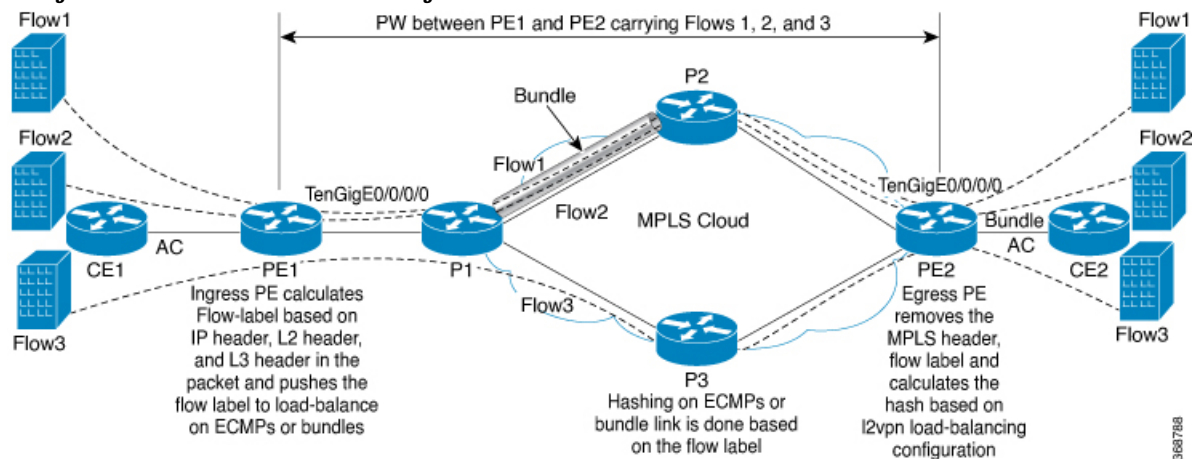 Flow1
PW between PE1 and PE2 carrying Flows 1, 2, and 3
Flow1
P2
Bundle
Flow2
Flow1
Flow2
TenGigE0/0/0/0
TenGigE0/0/0/0
Flow2
MPLS Cloud
Bundle
AC
AC
CE1
PE1
P1
PE2
CE2
Flow3
Flow3
Flow3
Ingress PE calculates
Flow-label based on
IP header, L2 header,
and L3 header in the
packet and pushes the
flow label to load-balance
on ECMPs or bundles
P3
Hashing on ECMPs or
bundle link is done based
on the flow label
Egress PE
removes the
MPLS header,
flow label and
calculates the
hash based on
l2vpn load-balancing
configuration
368788